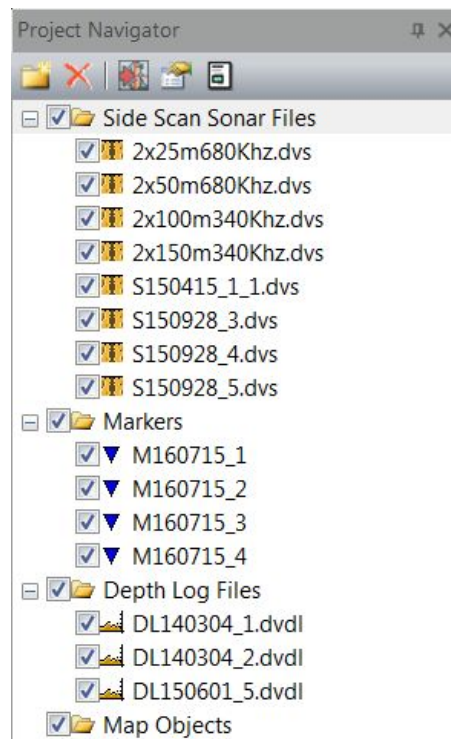 Project Navigator
Side Scan Sonar Files
2x25m680Khz.dvs
2x50m680Khz.dvs
2x100m340Khz.dvs
2x150m340Khz.dvs
S150415_1_1.dvs
S150928_3.dvs
S150928_4.dvs
S150928_5.dvs
Markers
M160715_1
M160715_2
M160715_3
M160715_4
Depth Log Files
DL140304_1.dvdl
DL140304_2.dvdl
DL150601_5.dvdl
Map Objects